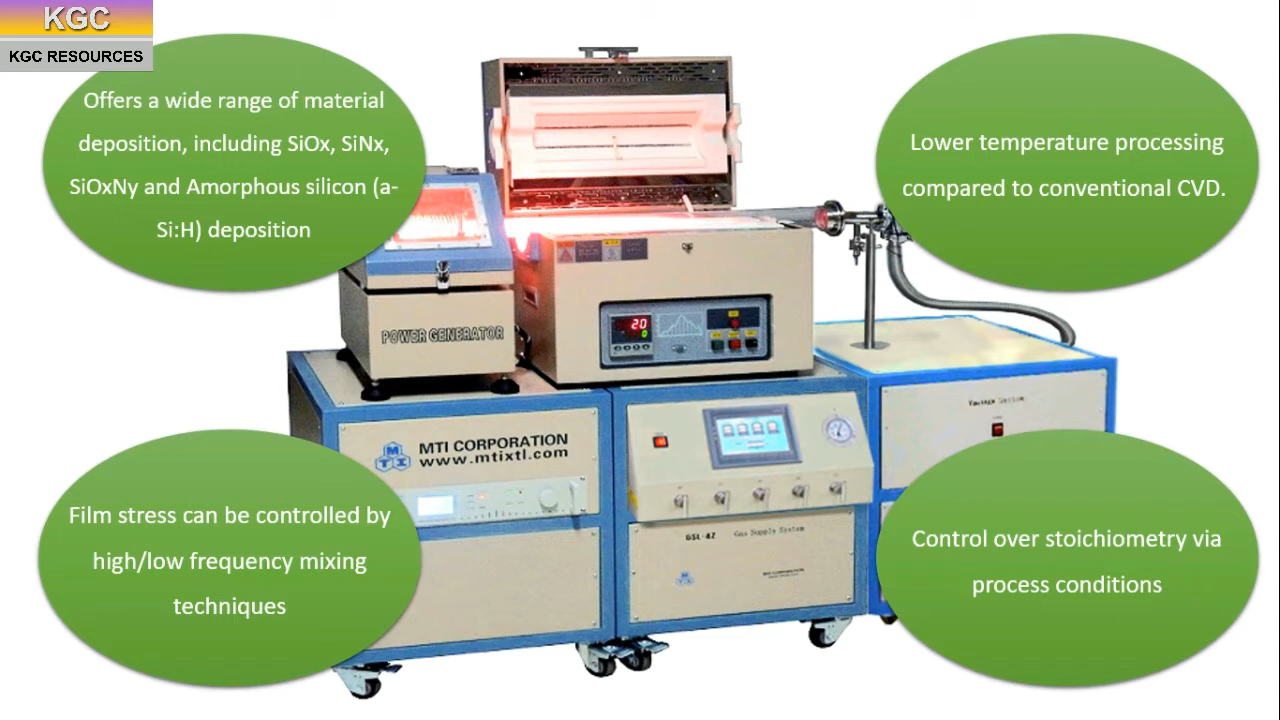 KGC
KGC RESOURCES
Offers a wide range of material
deposition, including SiOx, SiNx,
SiOxNy and Amorphous silicon (a-
Si:H) deposition
Lower temperature processing
compared to conventional CVD.
20
0
POWER GENERATOR
MTI CORPORATION
www.mtixtl.com
MTI
GSL-4Z Gas Supply System
Film stress can be controlled by
high/low frequency mixing
techniques
Control over stoichiometry via
process conditions